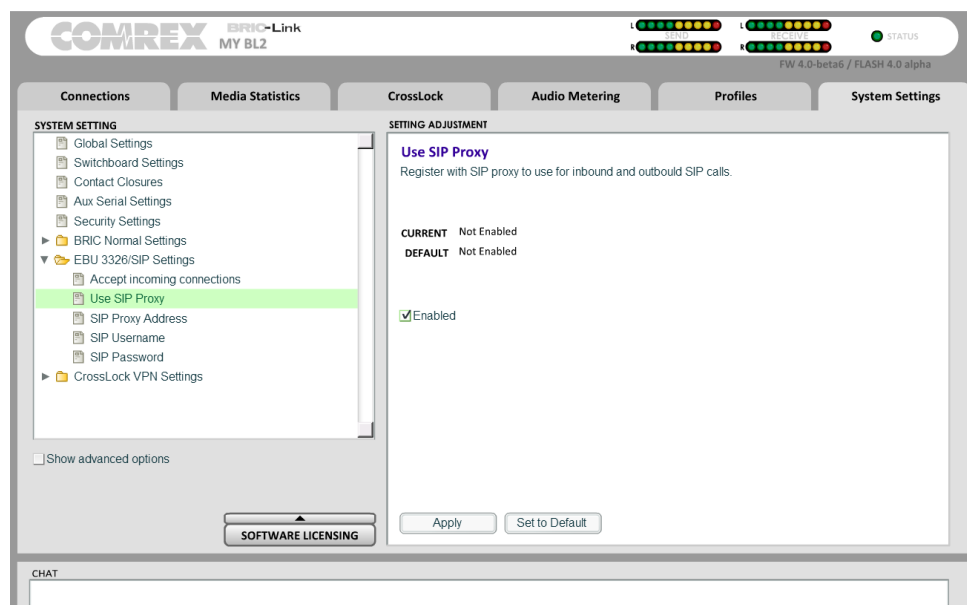 COMREX
BRIC-Link
MY BL2
L
SEND
R
L
RECEIVE
R
STATUS
FW 4.0-beta6 / FLASH 4.0 alpha
Connections
Media Statistics
CrossLock
Audio Metering
Profiles
System Settings
SYSTEM SETTING
Global Settings
Switchboard Settings
Contact Closures
Aux Serial Settings
Security Settings
BRIC Normal Settings
EBU 3326/SIP Settings
Accept incoming connections
Use SIP Proxy
SIP Proxy Address
SIP Username
SIP Password
CrossLock VPN Settings
Show advanced options
SOFTWARE LICENSING
SETTING ADJUSTMENT
Use SIP Proxy
Register with SIP proxy to use for inbound and outbould SIP calls.
CURRENT Not Enabled
DEFAULT Not Enabled
Enabled
Apply
Set to Default
CHAT